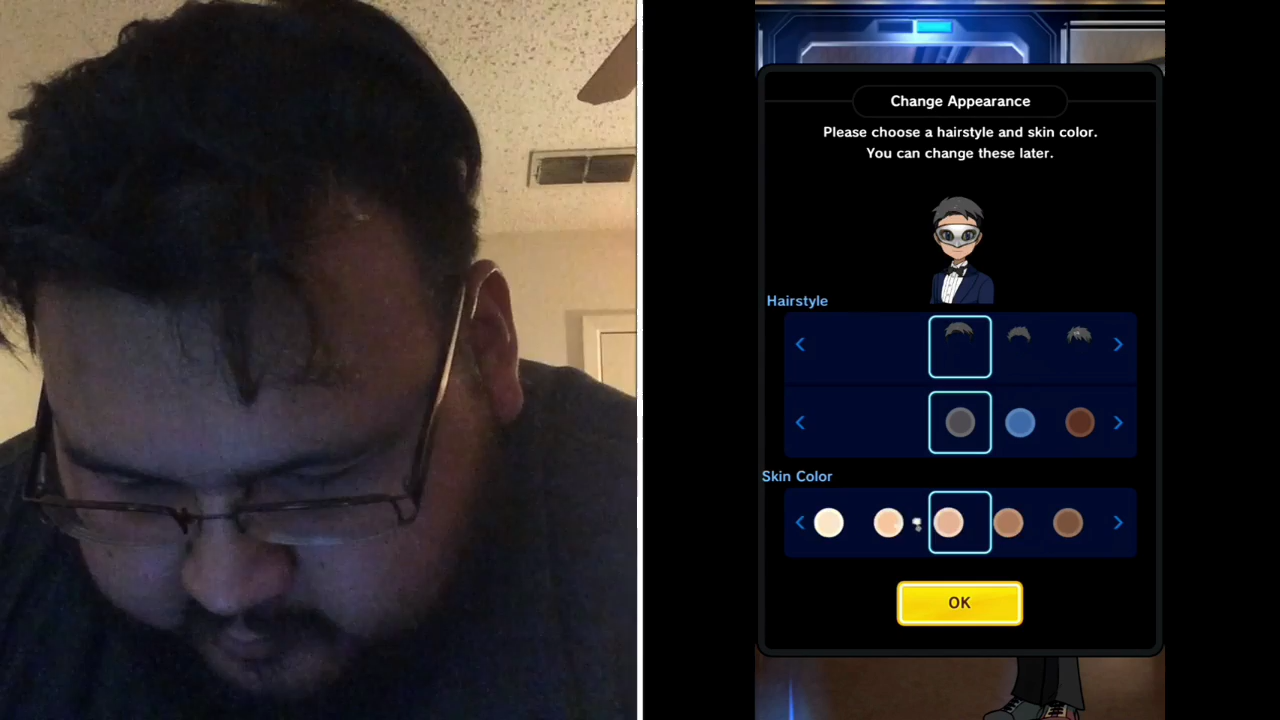 Change Appearance
Please choose a hairstyle and skin color.
You can change these later.
Hairstyle
Skin Color
OK